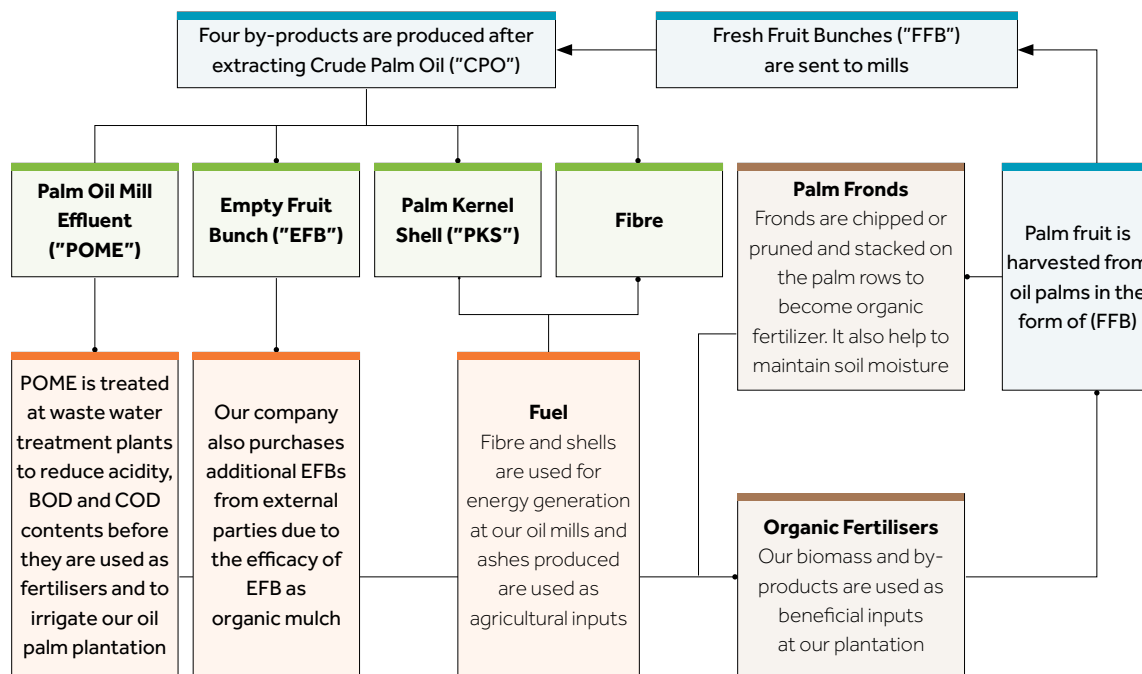 Four by-products are produced after
extracting Crude Palm Oil ("CPO")
Fresh Fruit Bunches ("FFB")
are sent to mills
Palm Oil Mill
Effluent
("POME")
Empty Fruit
Bunch ("EFB")
Palm Kernel
Shell ("PKS")
Fibre
Palm Fronds
Fronds are chipped or
pruned and stacked on
the palm rows to
become organic
fertilizer. It also help to
maintain soil moisture
Palm fruit is
harvested from
oil palms in the
form of (FFB)
POME is treated
at waste water
treatment plants
to reduce acidity,
BOD and COD
contents before
they are used as
fertilisers and to
irrigate our oil
palm plantation
Our company
also purchases
additional EFBs
from external
parties due to
the efficacy of
EFB as
organic mulch
Fuel
Fibre and shells
are used for
energy generation
at our oil mills and
ashes produced
are used as
agricultural inputs
Organic Fertilisers
Our biomass and by-
products are used as
beneficial inputs
at our plantation